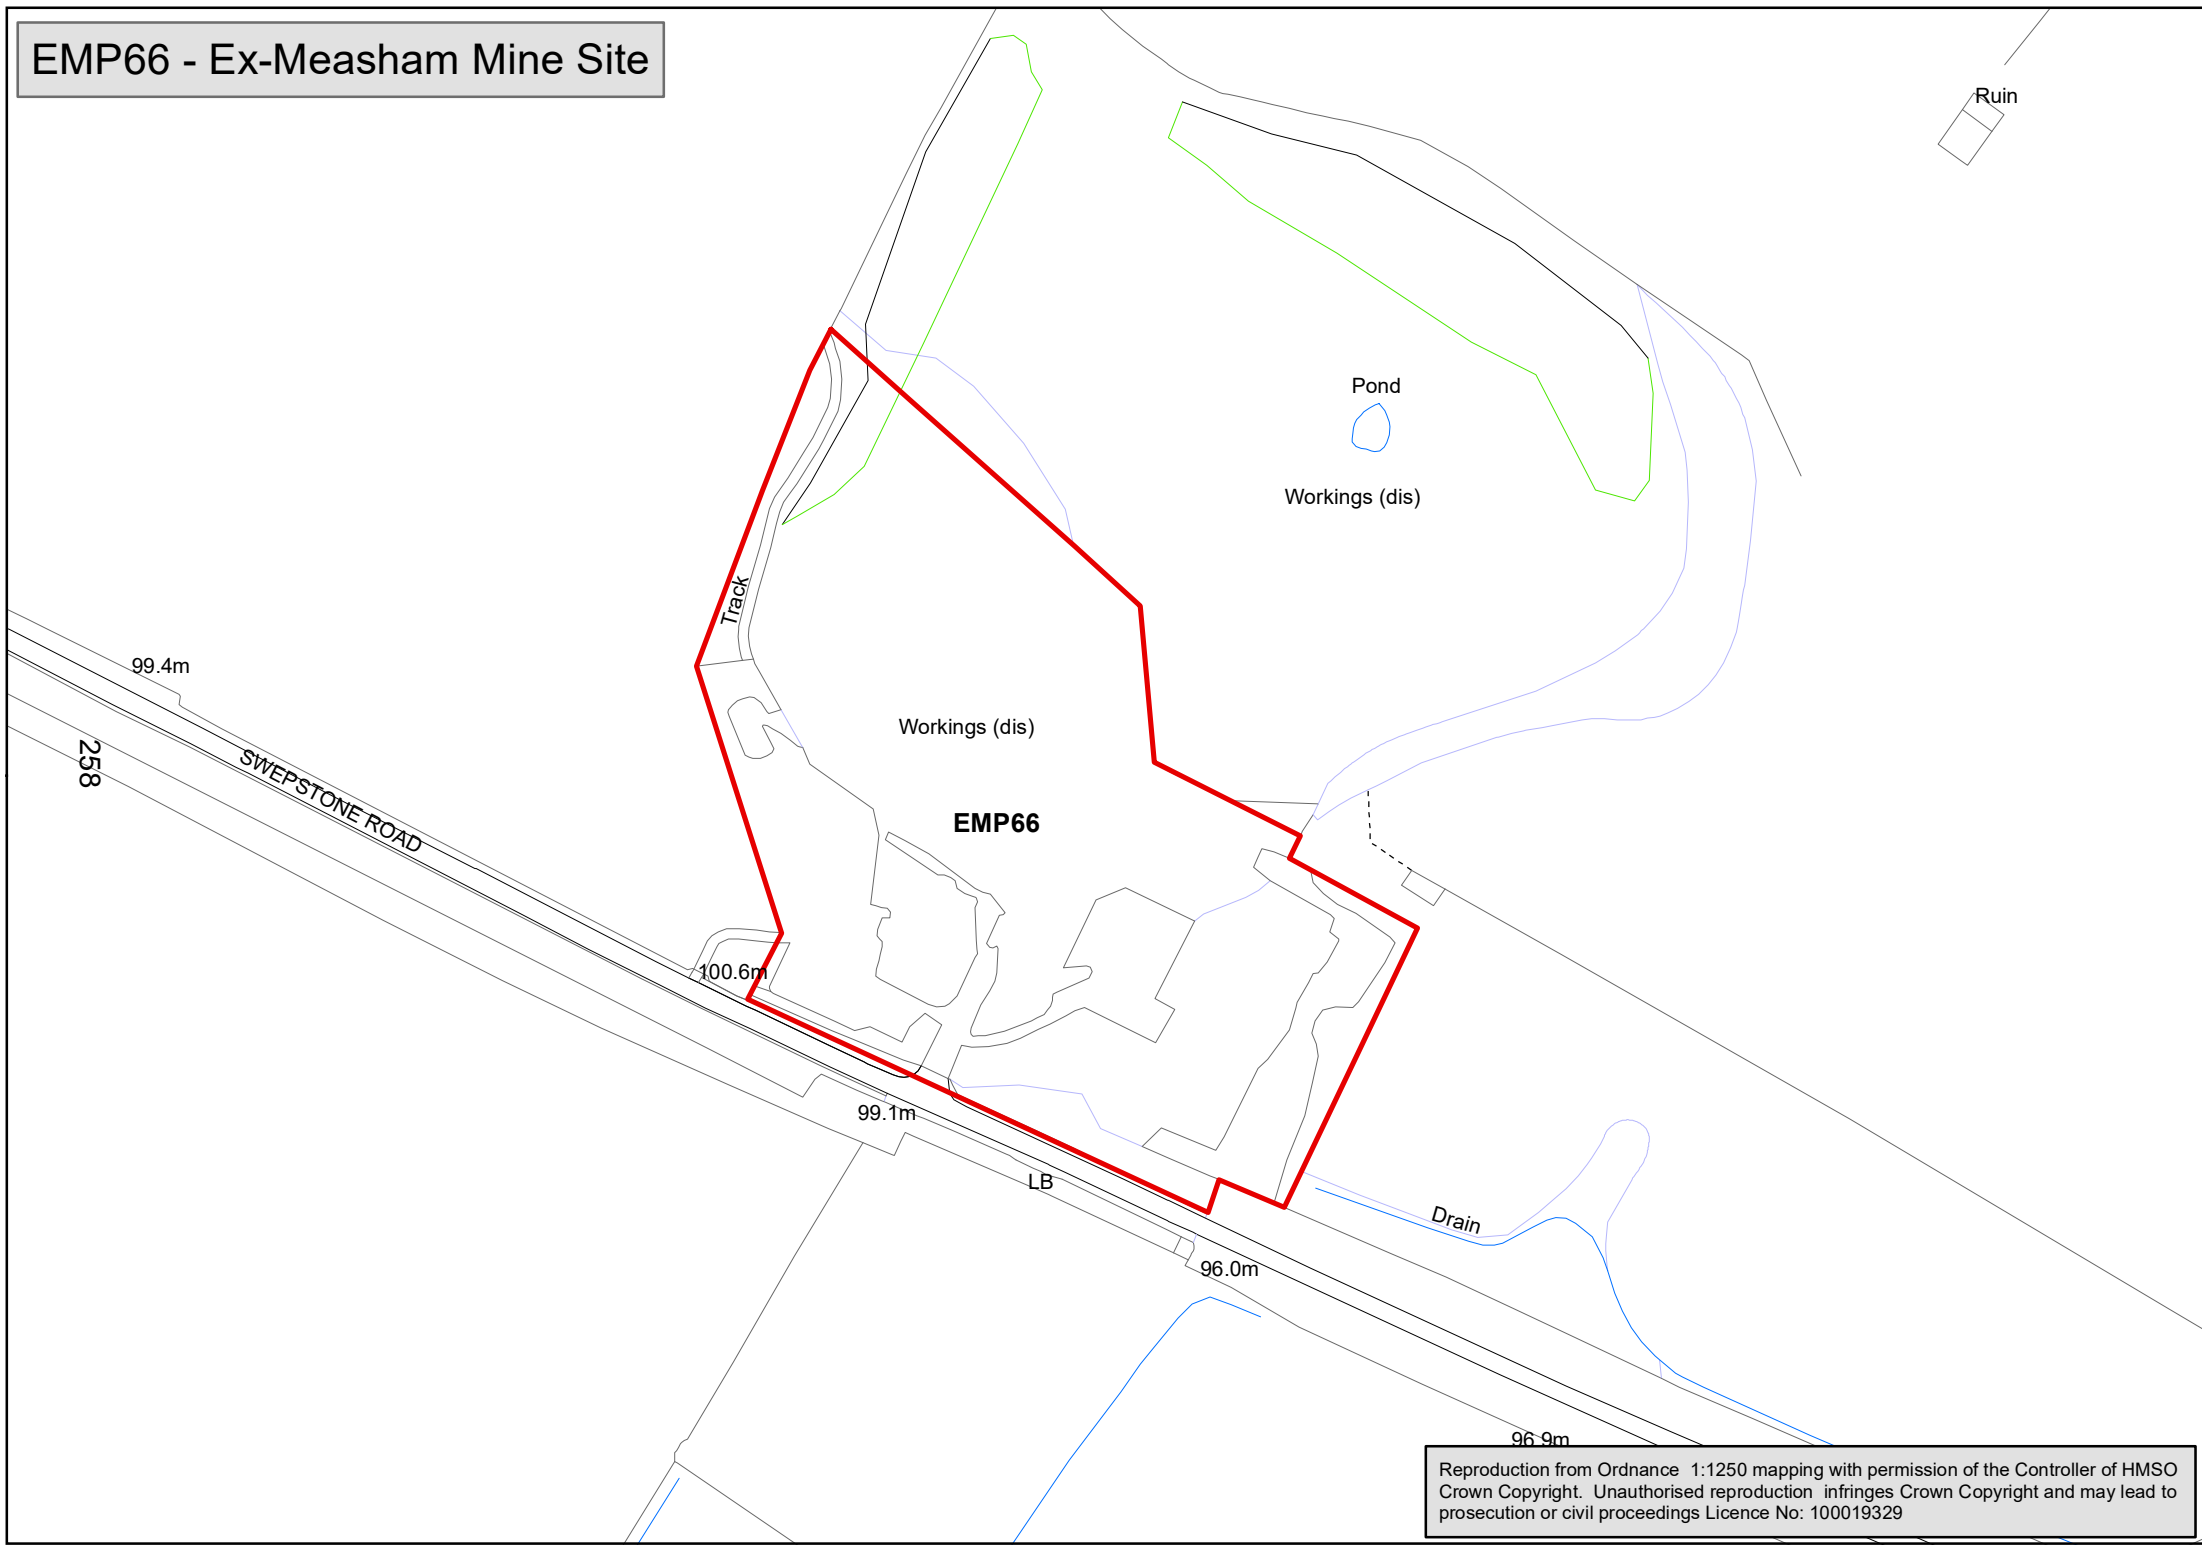 EMP66 - Ex-Measham Mine Site
Ruin
Pond
Workings (dis)
Track
99.4m
Workings (dis)
258
SWEPSTONE ROAD
EMP66
100.6m
99.1m
LB
Drain
96.0m
96.9m
Reproduction from Ordnance 1:1250 mapping with permission of the Controller of HMSO
Crown Copyright. Unauthorised reproduction infringes Crown Copyright and may lead to
prosecution or civil proceedings Licence No: 100019329